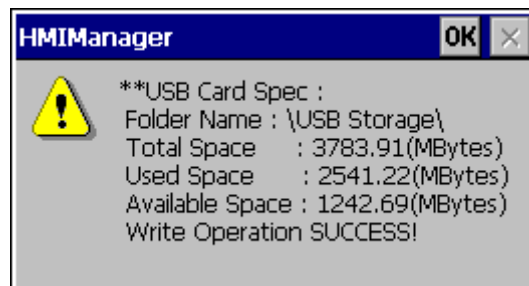 HMIManager OK
**USB Card Spec :
Folder Name : \USB Storage\
Total Space : 3783.91(MBytes)
Used Space : 2541.22(MBytes)
Available Space : 1242.69(MBytes)
Write Operation SUCCESS!